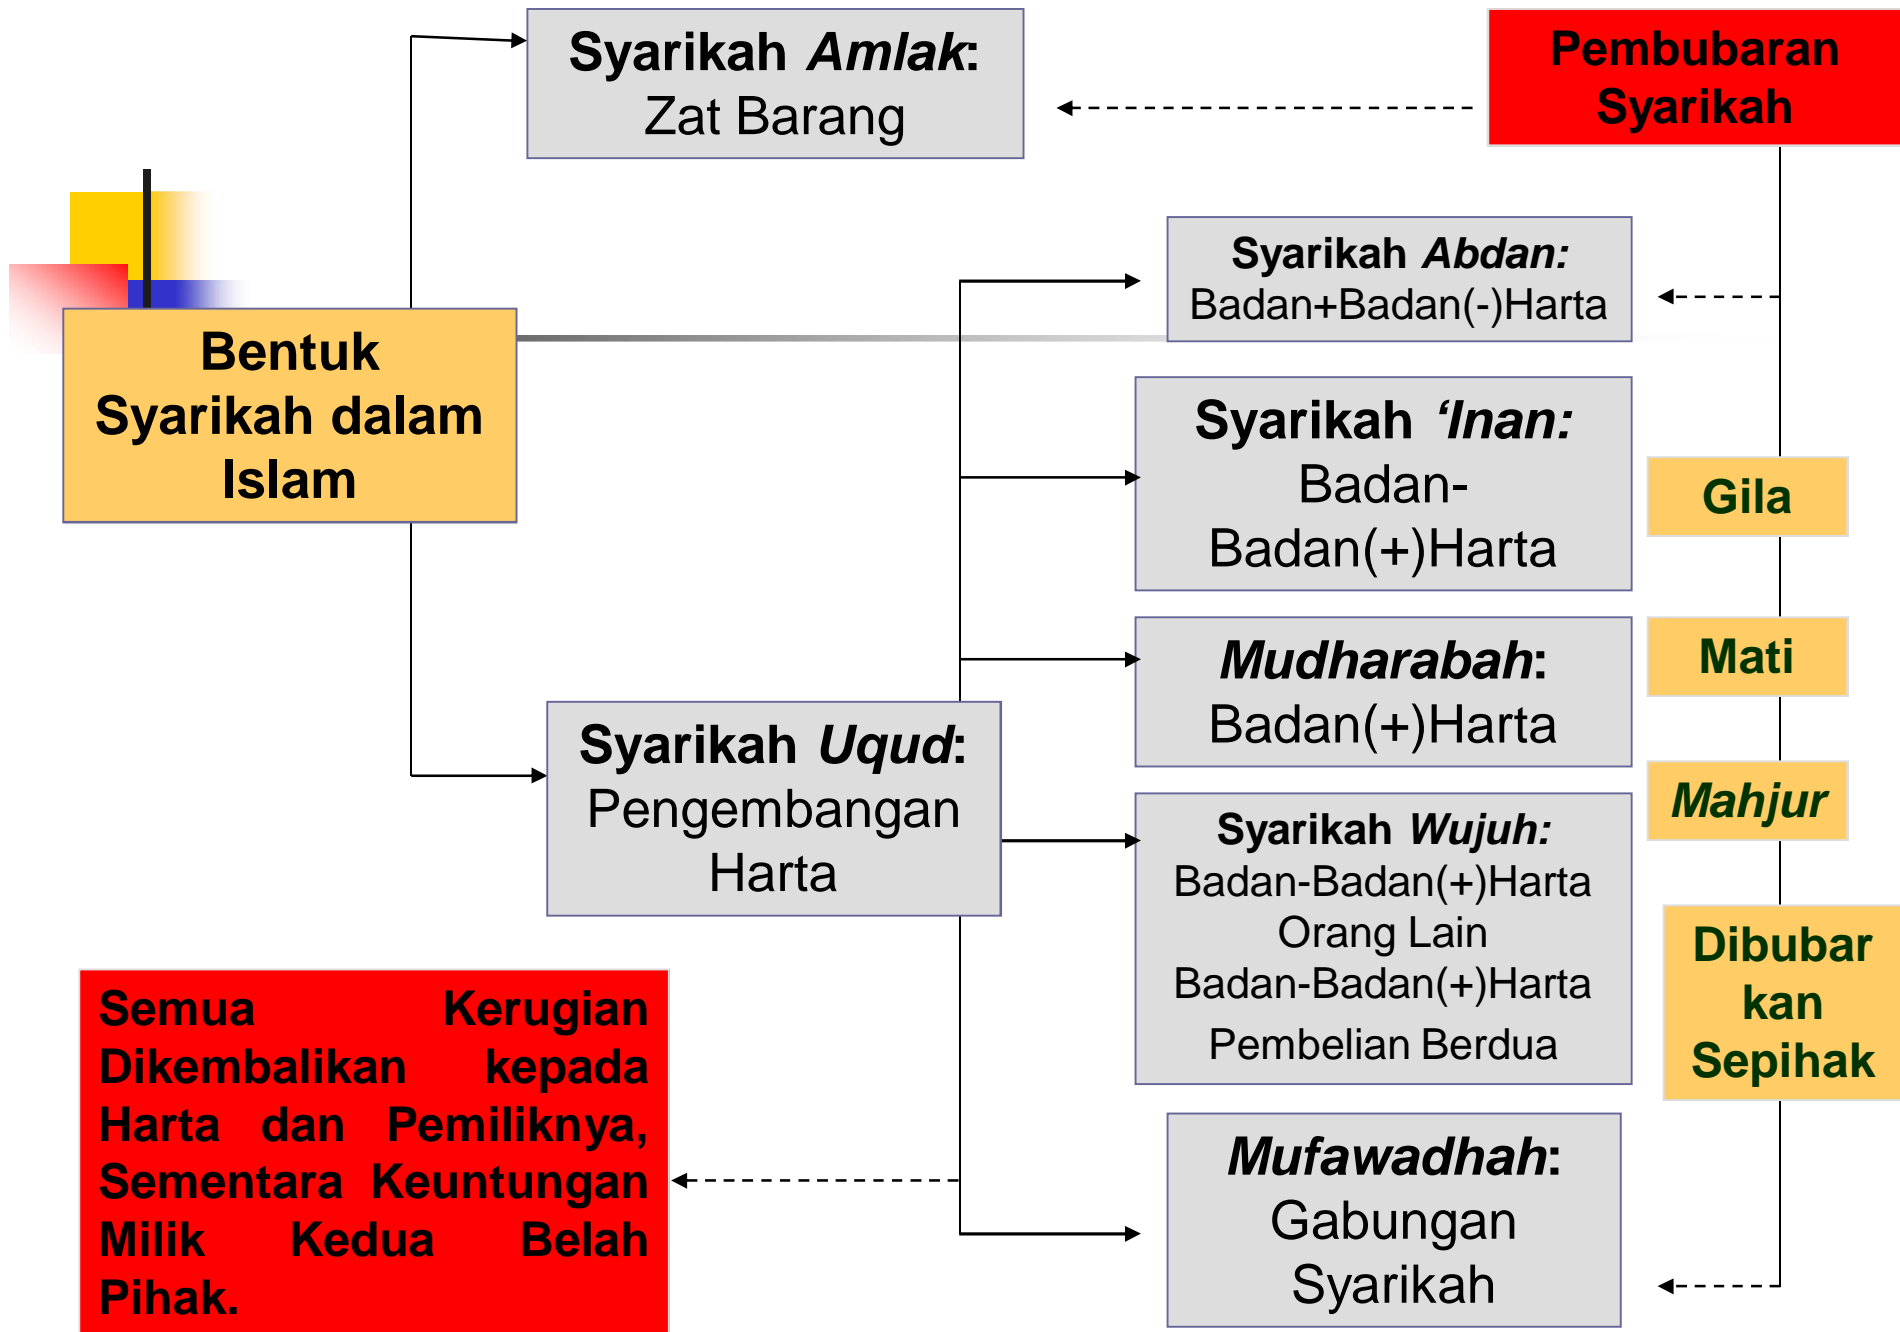 Syarikah Amlak:
Zat Barang
Pembubaran
Syarikah
Bentuk
Syarikah dalam
Islam
Syarikah Abdan:
Badan+Badan(-)Harta
Syarikah ‘Inan:
Badan-
Badan(+)Harta
Mudharabah:
Badan(+)Harta
Syarikah Uqud:
Pengembangan
Harta
Syarikah Wujuh:
Badan-Badan(+)Harta
Orang Lain
Badan-Badan(+)Harta
Pembelian Berdua
Mufawadhah:
Gabungan
Syarikah
Gila
Mati
Mahjur
Dibubar
kan
Sepihak
Semua Kerugian
Dikembalikan kepada
Harta dan Pemiliknya,
Sementara Keuntungan
Milik Kedua Belah
Pihak.